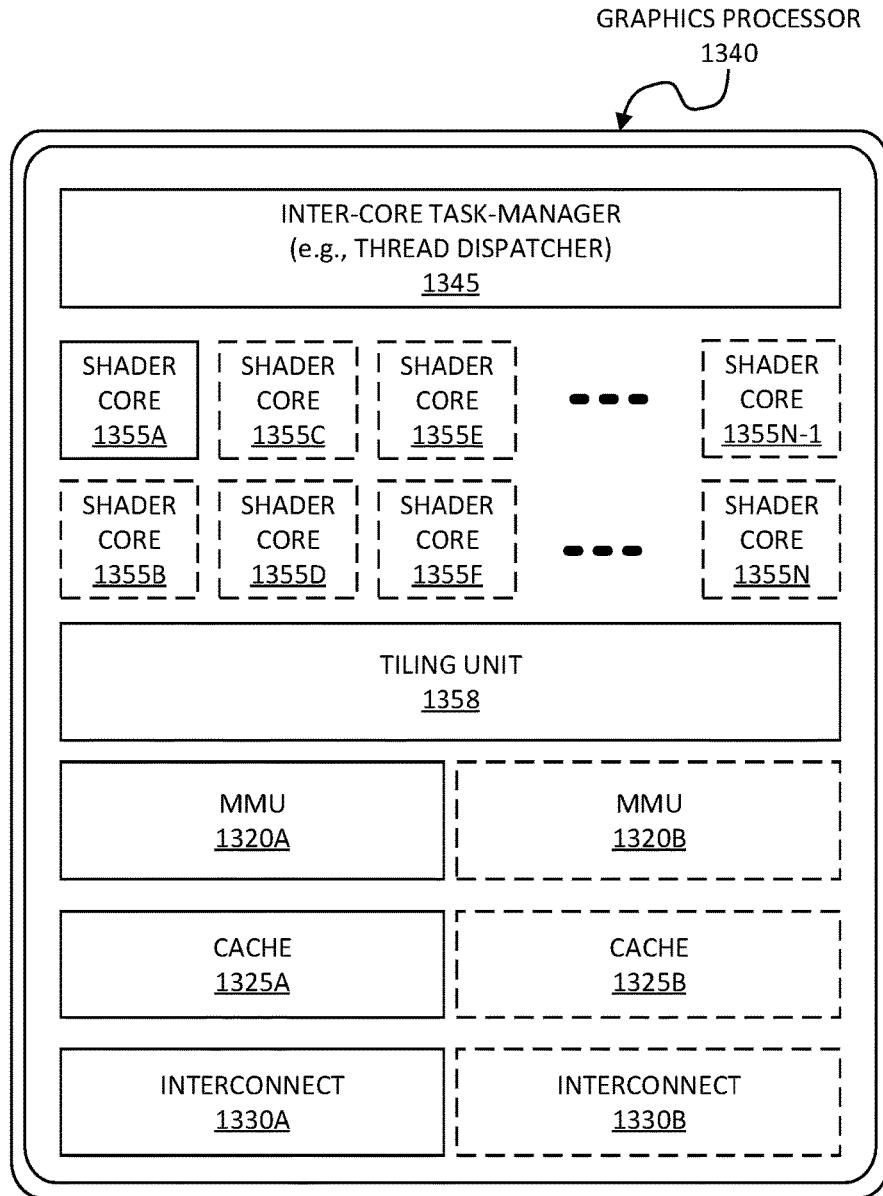 GRAPHICS PROCESSOR
1340
INTER-CORE TASK-MANAGER
(e.g., THREAD DISPATCHER)
1345
SHADER
CORE
1355A
SHADER
CORE
1355C
SHADER
CORE
1355E
SHADER
CORE
1355N-1
SHADER
CORE
1355B
SHADER
CORE
1355D
SHADER
CORE
1355F
SHADER
CORE
1355N
TILING UNIT
1358
MMU
1320A
MMU
1320B
CACHE
1325A
CACHE
1325B
INTERCONNECT
1330A
INTERCONNECT
1330B